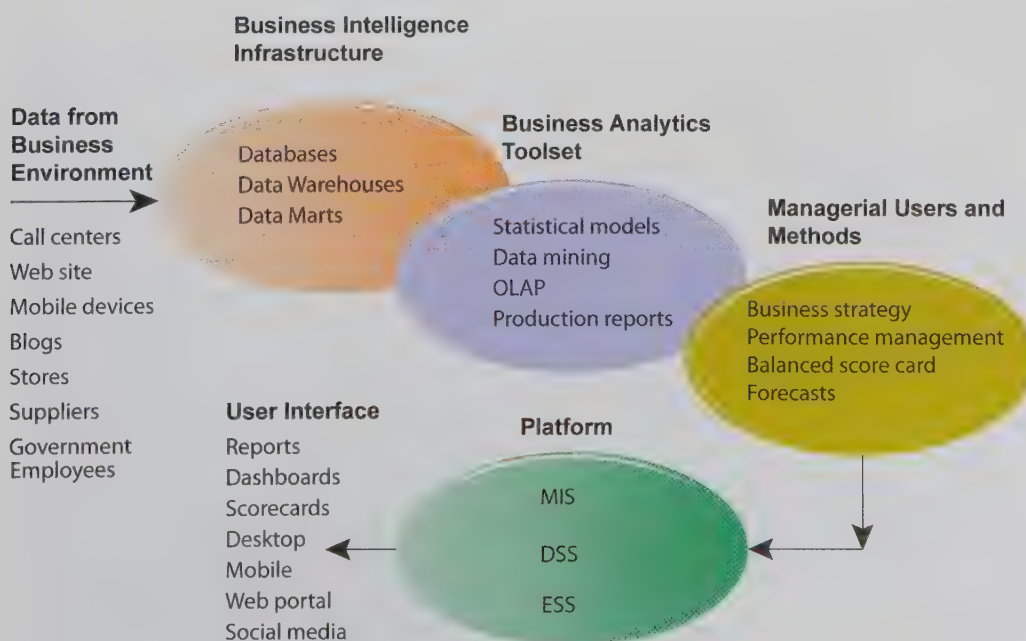 Business Intelligence
Infrastructure
Data from
Business
Environment
Call centers
Web site
Mobile devices
Blogs
Stores
Suppliers
Government
Employees
Databases
Data Warehouses
Data Marts
Business Analytics
Toolset
Statistical models
Data mining
OLAP
Production reports
Managerial Users and
Methods
Business strategy
Performance management
Balanced score card
Forecasts
Platform
MIS
DSS
ESS
User Interface
Reports
Dashboards
Scorecards
Desktop
Mobile
Web portal
Social media